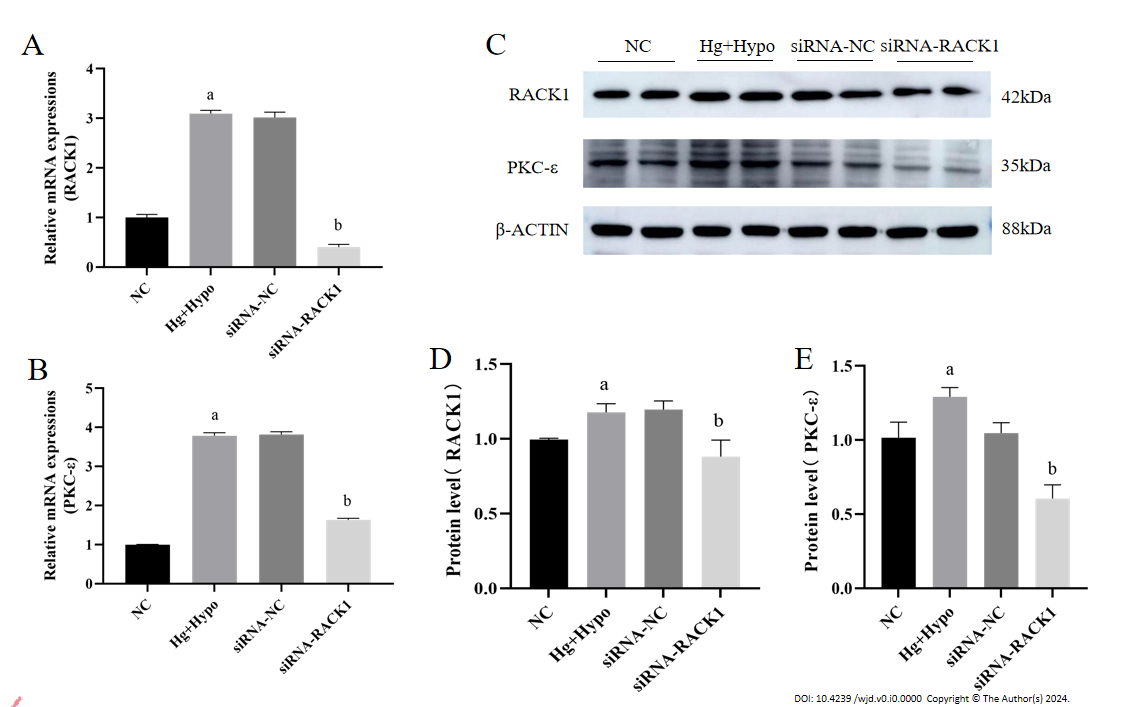 A
Relative mRNA expressions
(RACK1)
4
3
2
1
0
a
b
NC
Hg+Hypo
siRNA-NC
siRNA-RACK1
B
Relative mRNA expressions
(PKC-ε)
5
4
3
2
1
0
a
b
NC
Hg+Hypo
siRNA-NC
siRNA-RACK1
C
NC Hg+Hypo siRNA-NC siRNA-RACK1
RACK1 42kDa
PKC-ε 35kDa
β-ACTIN 88kDa
D
Protein level( RACK1)
1.5
1.0
0.5
0.0
a
b
NC
Hg+Hypo
siRNA-NC
siRNA-RACK1
E
Protein level( PKC-ε)
1.5
1.0
0.5
0.0
a
b
NC
Hg+Hypo
siRNA-NC
siRNA-RACK1
DOI: 10.4239 /wjd.v0.i0.0000 Copyright © The Author(s) 2024.